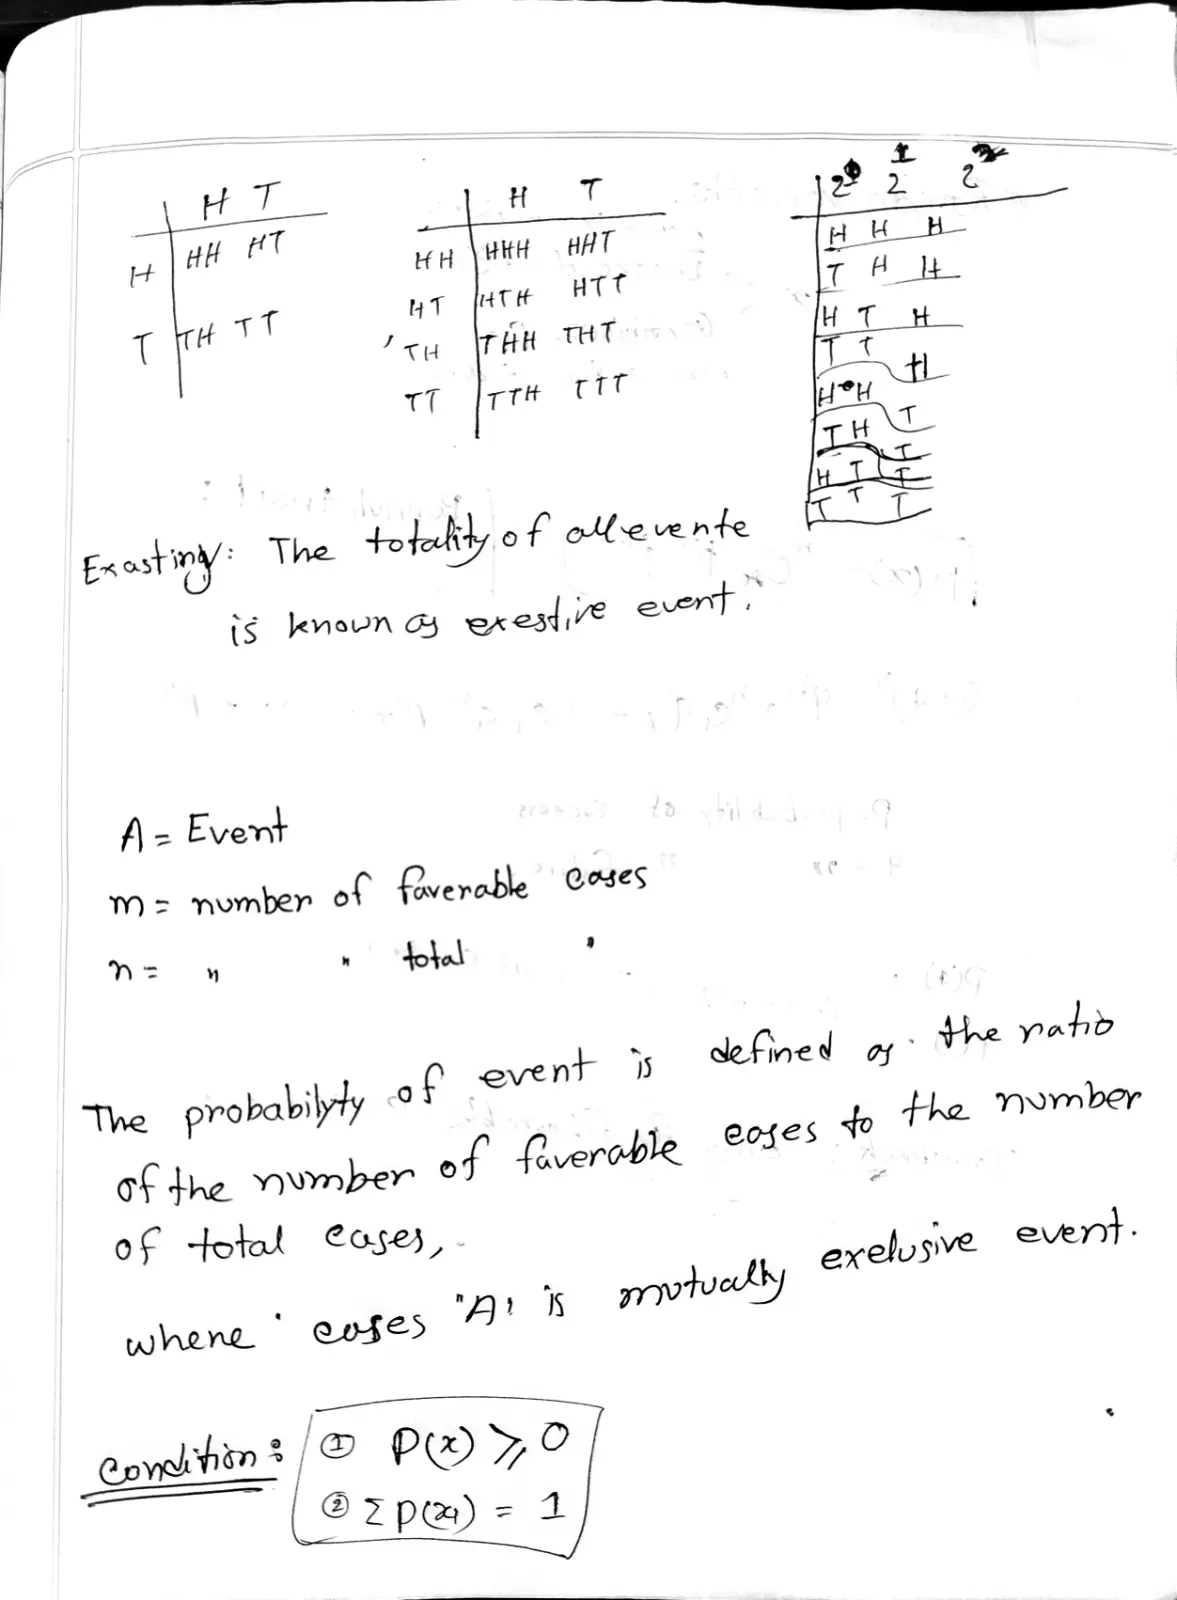 H T
H HH HT
T TH TT
H T
HH HHH HHT
HT HTH HTT
TH THH THT
TT TTH TTT
2 2 2
H H H
T H H
H T H
T T H
H H T
T H T
H T T
T T T
Exasting: The totality of all evente
is known as exestive event.
A = Event
m = number of faverable cases
n = " " total "
The probabilyty of event is defined as the ratio
of the number of faverable cases to the number
of total cases,
where cases "A" is mutually exelusive event.
Condition:
① P(x) ⩾ 0
② Σ P(x) = 1